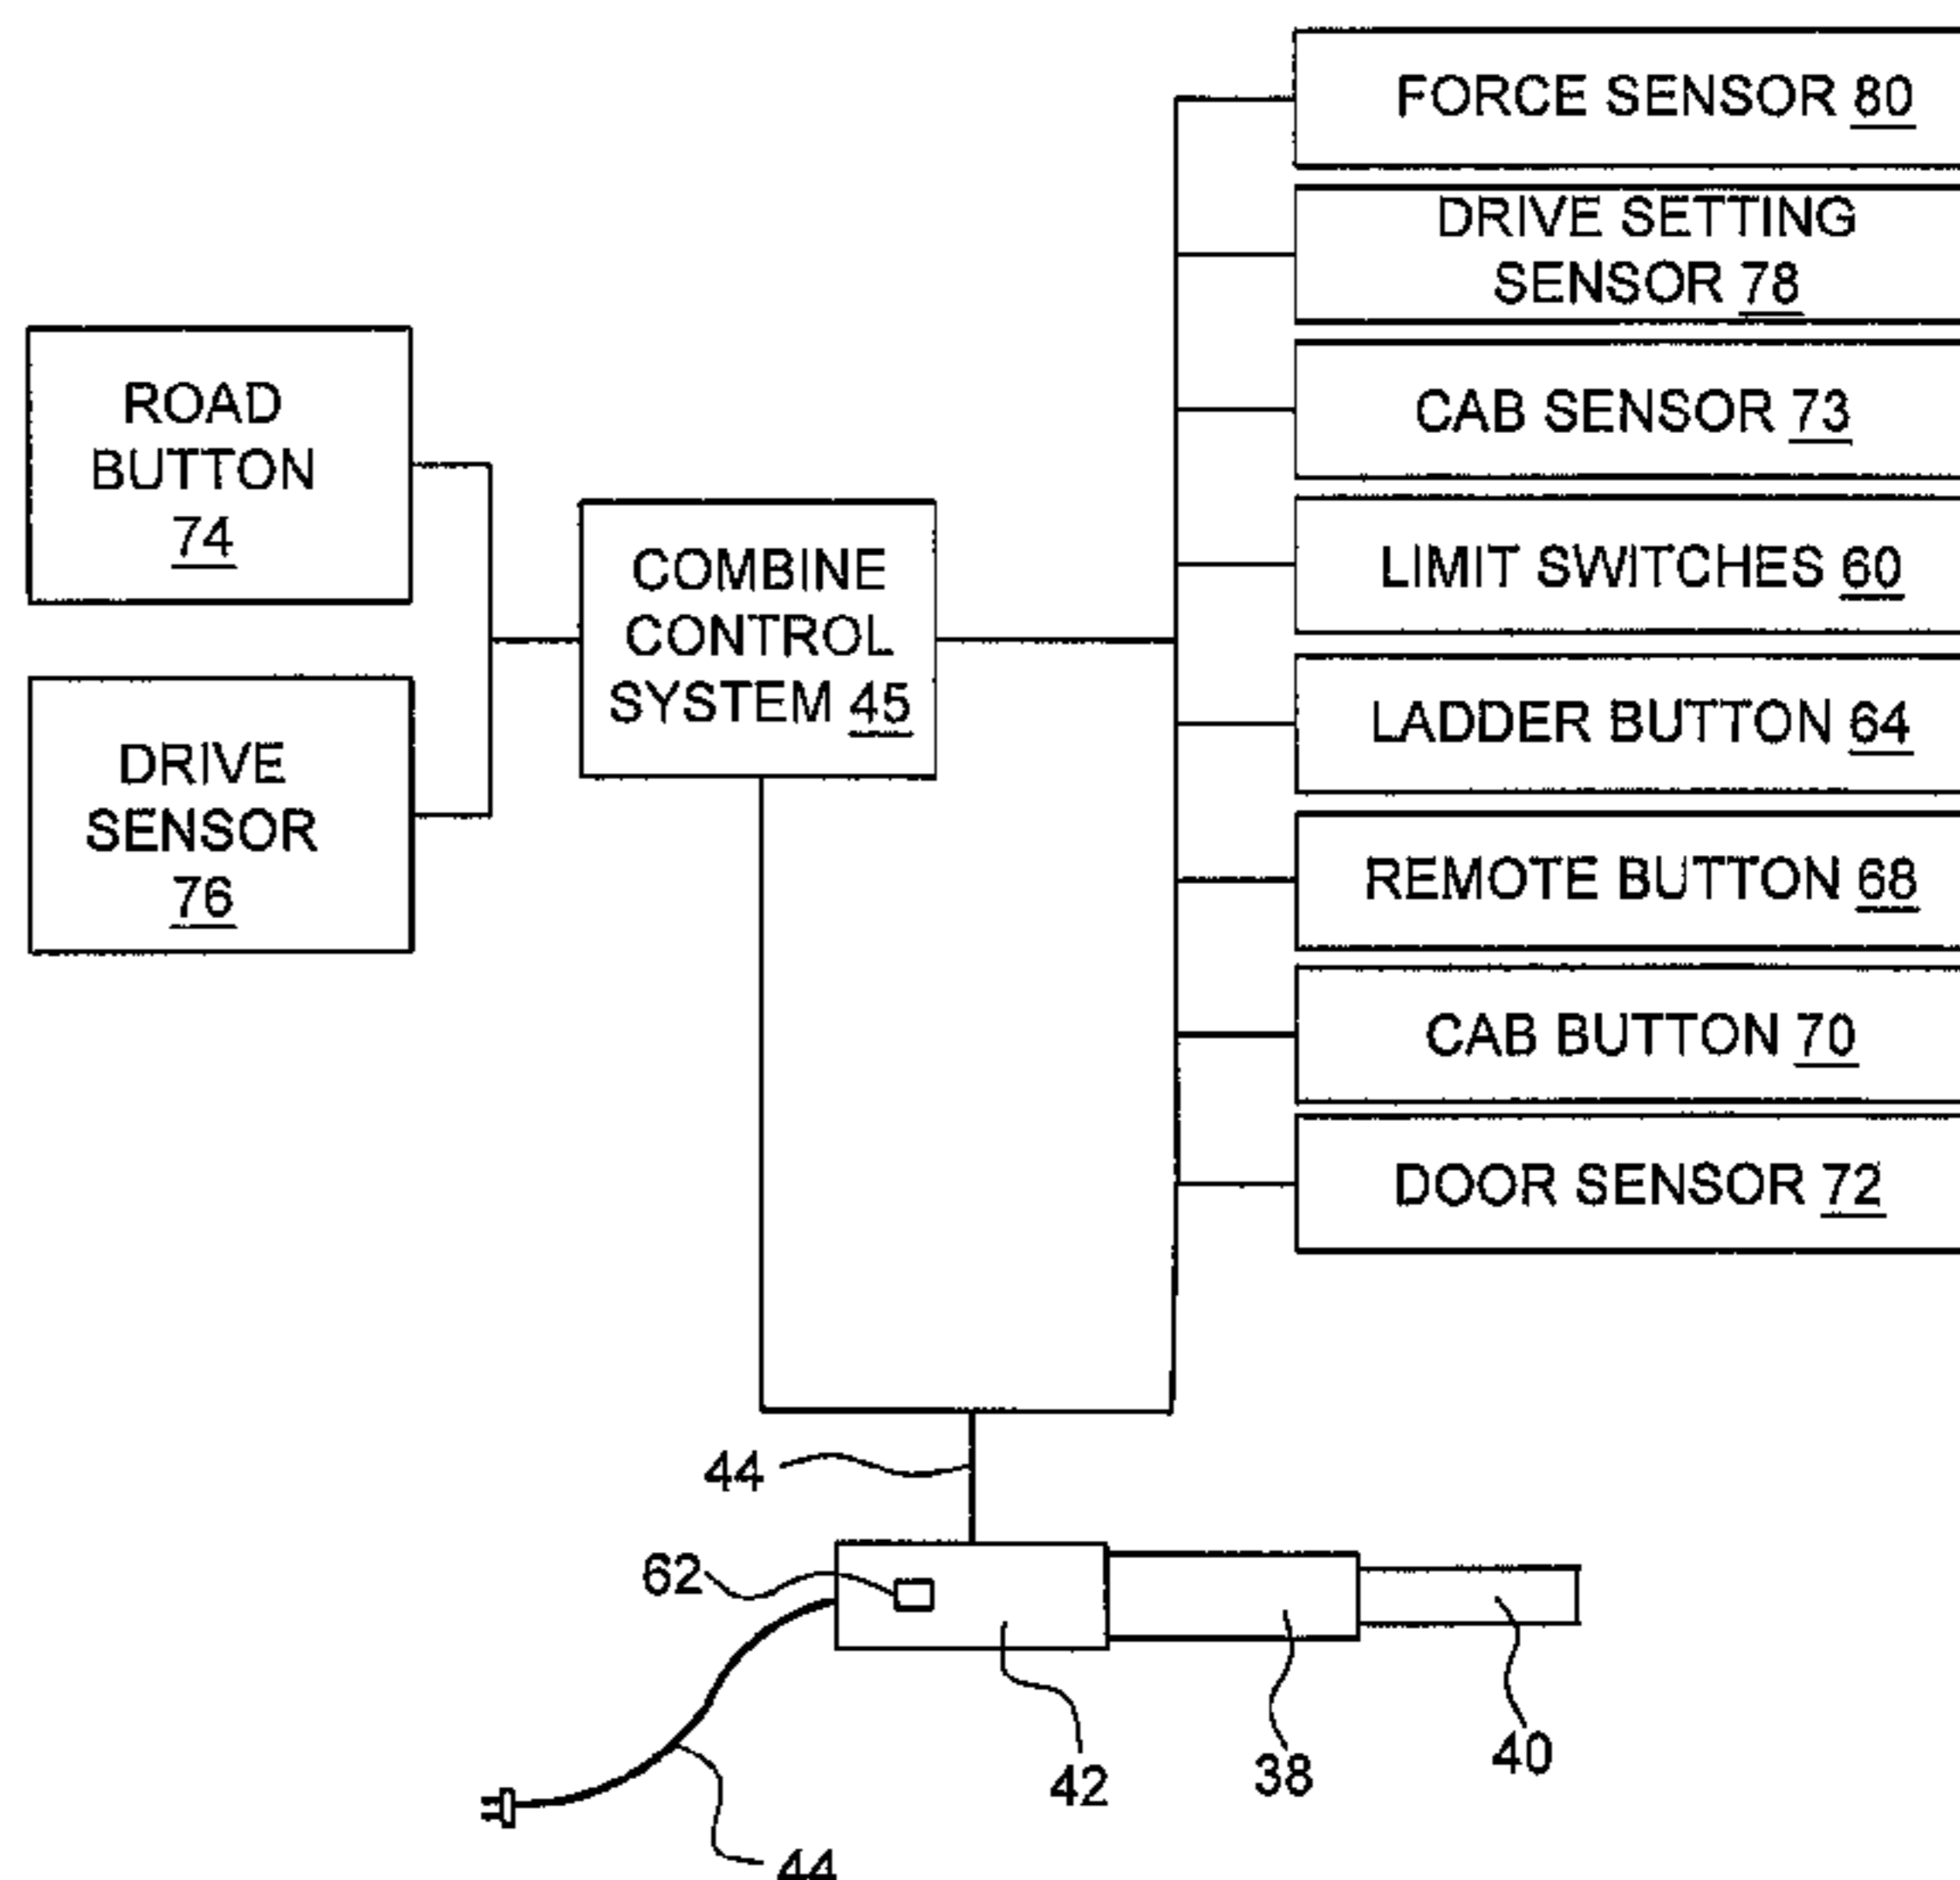 FORCE SENSOR 80
DRIVE SETTING
SENSOR 78
CAB SENSOR 73
LIMIT SWITCHES 60
LADDER BUTTON 64
REMOTE BUTTON 68
CAB BUTTON 70
DOOR SENSOR 72
ROAD
BUTTON
74
DRIVE
SENSOR
76
COMBINE
CONTROL
SYSTEM 45
44
62
42
38
40
44